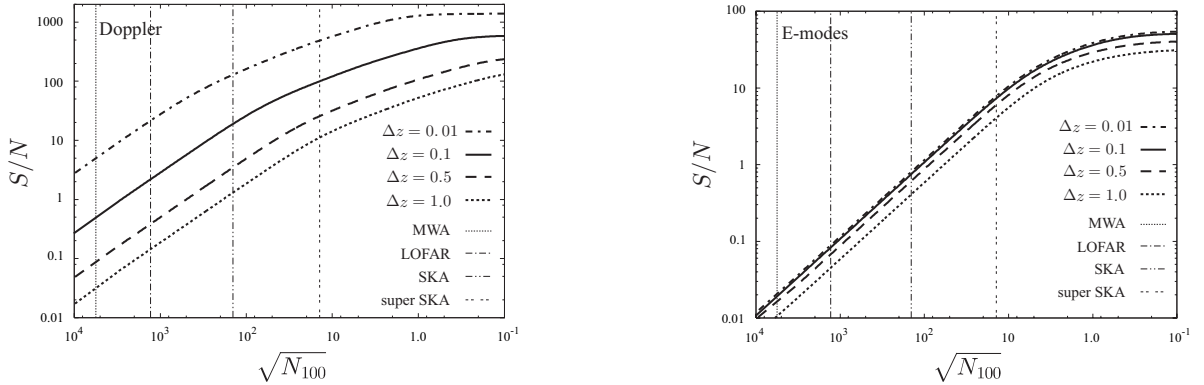 1000
100
10
1
0.1
0.01
S/N
Doppler
Δz = 0.01
Δz = 0.1
Δz = 0.5
Δz = 1.0
MWA
LOFAR
SKA
super SKA
10^4 10^3 10^2 10 1.0 10^-1
√N_100
100
10
1
0.1
0.01
S/N
E-modes
Δz = 0.01
Δz = 0.1
Δz = 0.5
Δz = 1.0
MWA
LOFAR
SKA
super SKA
10^4 10^3 10^2 10 1.0 10^-1
√N_100